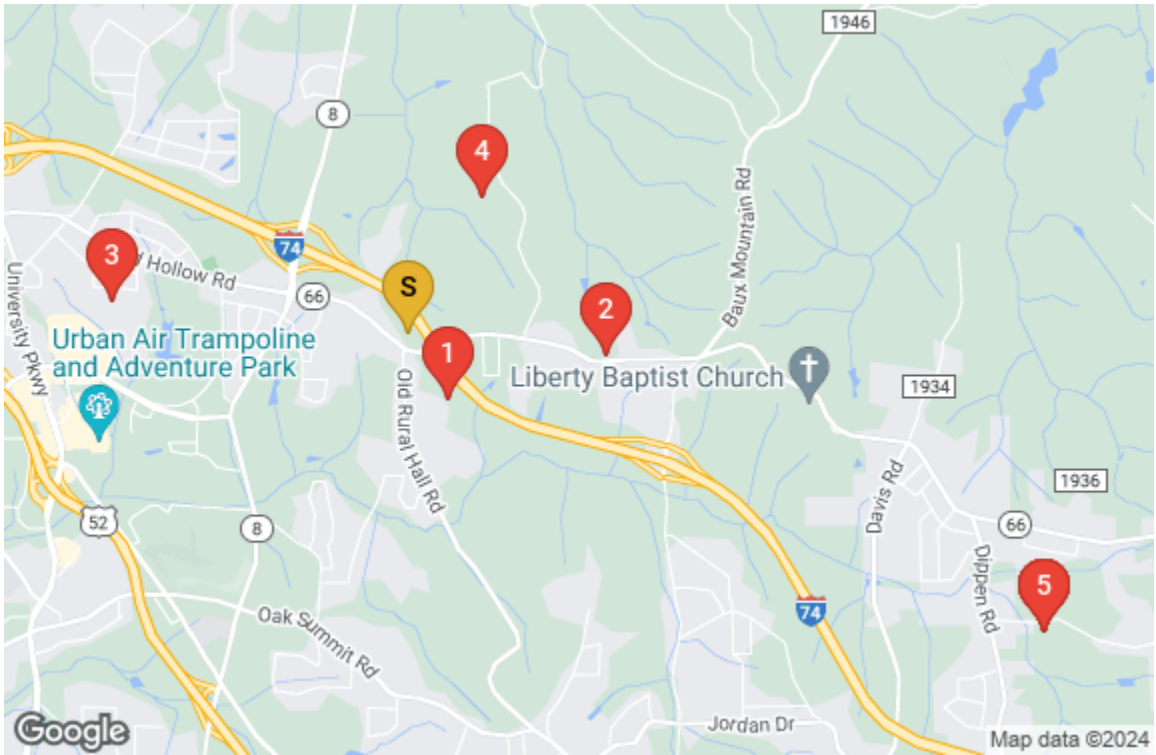 1946
8
4
74
3
Hollow Rd
66
S
University Pkwy
Baux Mountain Rd
2
Urban Air Trampoline
and Adventure Park
1
Liberty Baptist Church
1934
Old Rural Hall Rd
Davis Rd
1936
52
8
66
Dippen Rd
5
74
Oak Summit Rd
Jordan Dr
Google
Map data ©2024